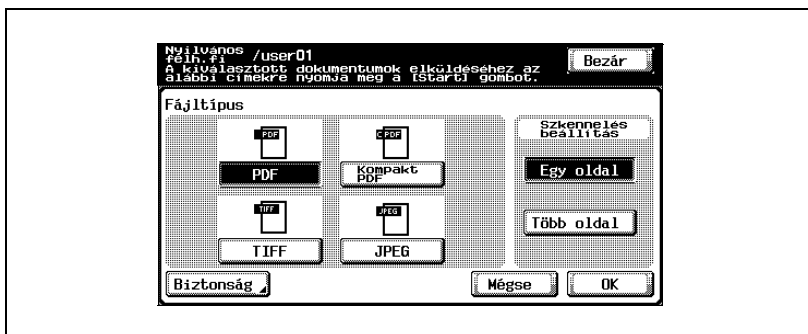 Nyilvános
félh.fi /user01
A kiválasztott dokumentumok elküldéséhez az
alábbi címekre nyomja meg a [Start] gombot.
Bezár
Fájltípus
PDF
C PDF
PDF
Kompakt
PDF
TIFF
JPEG
TIFF
JPEG
Szkennelés
beállítás
Egy oldal
Több oldal
Biztonság
Mégse
OK